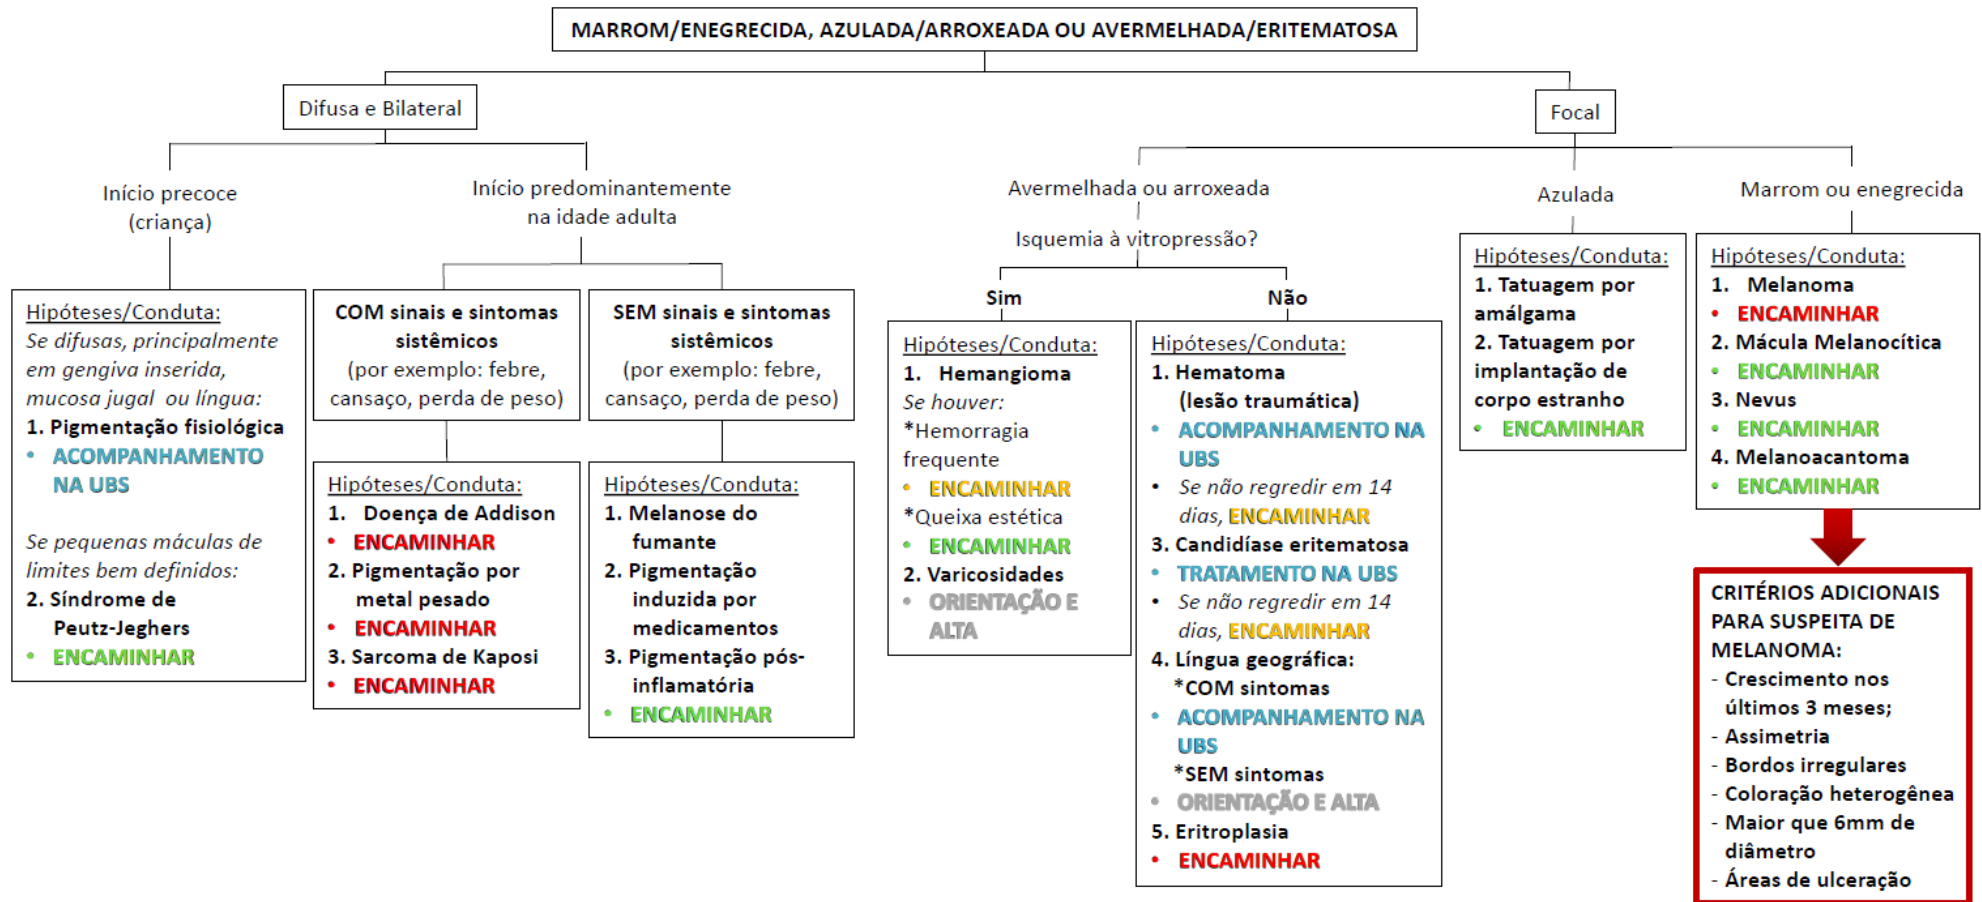 MARROM/ENEGRECIDA, AZULADA/ARROXEADA OU AVERMELHADA/ERITEMATOSA
Difusa e Bilateral
Início precoce
(criança)
Hipóteses/Conduta:
Se difusas, principalmente
em gengiva inserida,
mucosa jugal ou língua:
1. Pigmentação fisiológica
• ACOMPANHAMENTO
NA UBS
Se pequenas máculas de
limites bem definidos:
2. Síndrome de
Peutz-Jeghers
• ENCAMINHAR
Início predominantemente
na idade adulta
COM sinais e sintomas
sistêmicos
(por exemplo: febre,
cansaço, perda de peso)
Hipóteses/Conduta:
1. Doença de Addison
• ENCAMINHAR
2. Pigmentação por
metal pesado
• ENCAMINHAR
3. Sarcoma de Kaposi
• ENCAMINHAR
SEM sinais e sintomas
sistêmicos
(por exemplo: febre,
cansaço, perda de peso)
Hipóteses/Conduta:
1. Melanose do
fumante
2. Pigmentação
induzida por
medicamentos
3. Pigmentação pós-
inflamatória
• ENCAMINHAR
Focal
Avermelhada ou arroxeada
Isquemia à vitropressão?
Sim
Hipóteses/Conduta:
1. Hemangioma
Se houver:
*Hemorragia
frequente
• ENCAMINHAR
*Queixa estética
• ENCAMINHAR
2. Varicosidades
• ORIENTAÇÃO E
ALTA
Não
Hipóteses/Conduta:
1. Hematoma
(lesão traumática)
• ACOMPANHAMENTO NA
UBS
• Se não regredir em 14
dias, ENCAMINHAR
3. Candidíase eritematosa
• TRATAMENTO NA UBS
• Se não regredir em 14
dias, ENCAMINHAR
4. Língua geográfica:
*COM sintomas
• ACOMPANHAMENTO NA
UBS
*SEM sintomas
• ORIENTAÇÃO E ALTA
5. Eritroplasia
• ENCAMINHAR
Azulada
Hipóteses/Conduta:
1. Tatuagem por
amálgama
2. Tatuagem por
implantação de
corpo estranho
• ENCAMINHAR
Marrom ou enegrecida
Hipóteses/Conduta:
1. Melanoma
• ENCAMINHAR
2. Mácula Melanocítica
• ENCAMINHAR
3. Nevus
• ENCAMINHAR
4. Melanoacantoma
• ENCAMINHAR
CRITÉRIOS ADICIONAIS
PARA SUSPEITA DE
MELANOMA:
- Crescimento nos
últimos 3 meses;
- Assimetria
- Bordos irregulares
- Coloração heterogênea
- Maior que 6mm de
diâmetro
- Áreas de ulceração